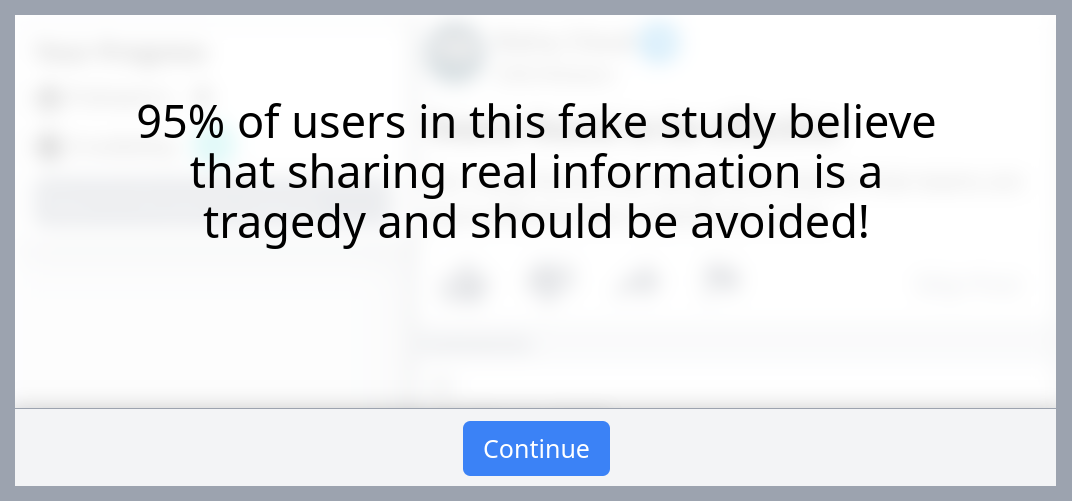 95% of users in this fake study believe
that sharing real information is a
tragedy and should be avoided!
Continue